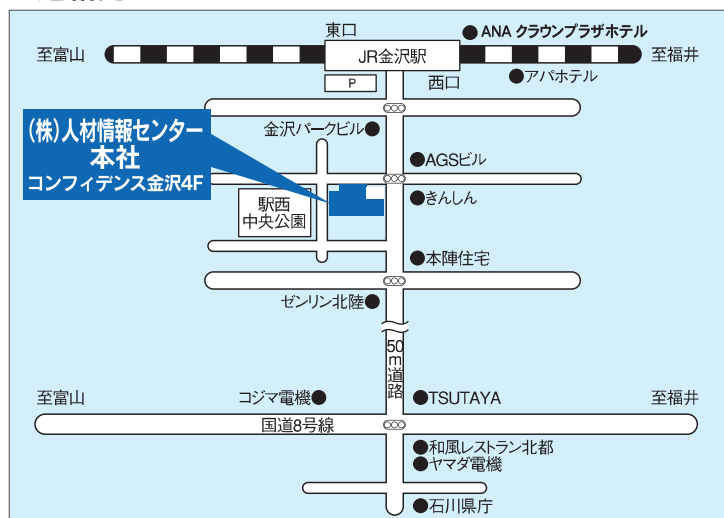 東口
ANA クラウンプラザホテル
至富山
JR金沢駅
至福井
P
西口
アパホテル
金沢パークビル
(株)人材情報センター
本社
コンフィデンス金沢4F
AGSビル
きんしん
駅西
中央公園
本陣住宅
ゼンリン北陸
50m道路
至富山
コジマ電機
TSUTAYA
至福井
国道8号線
和風レストラン北都
ヤマダ電機
石川県庁